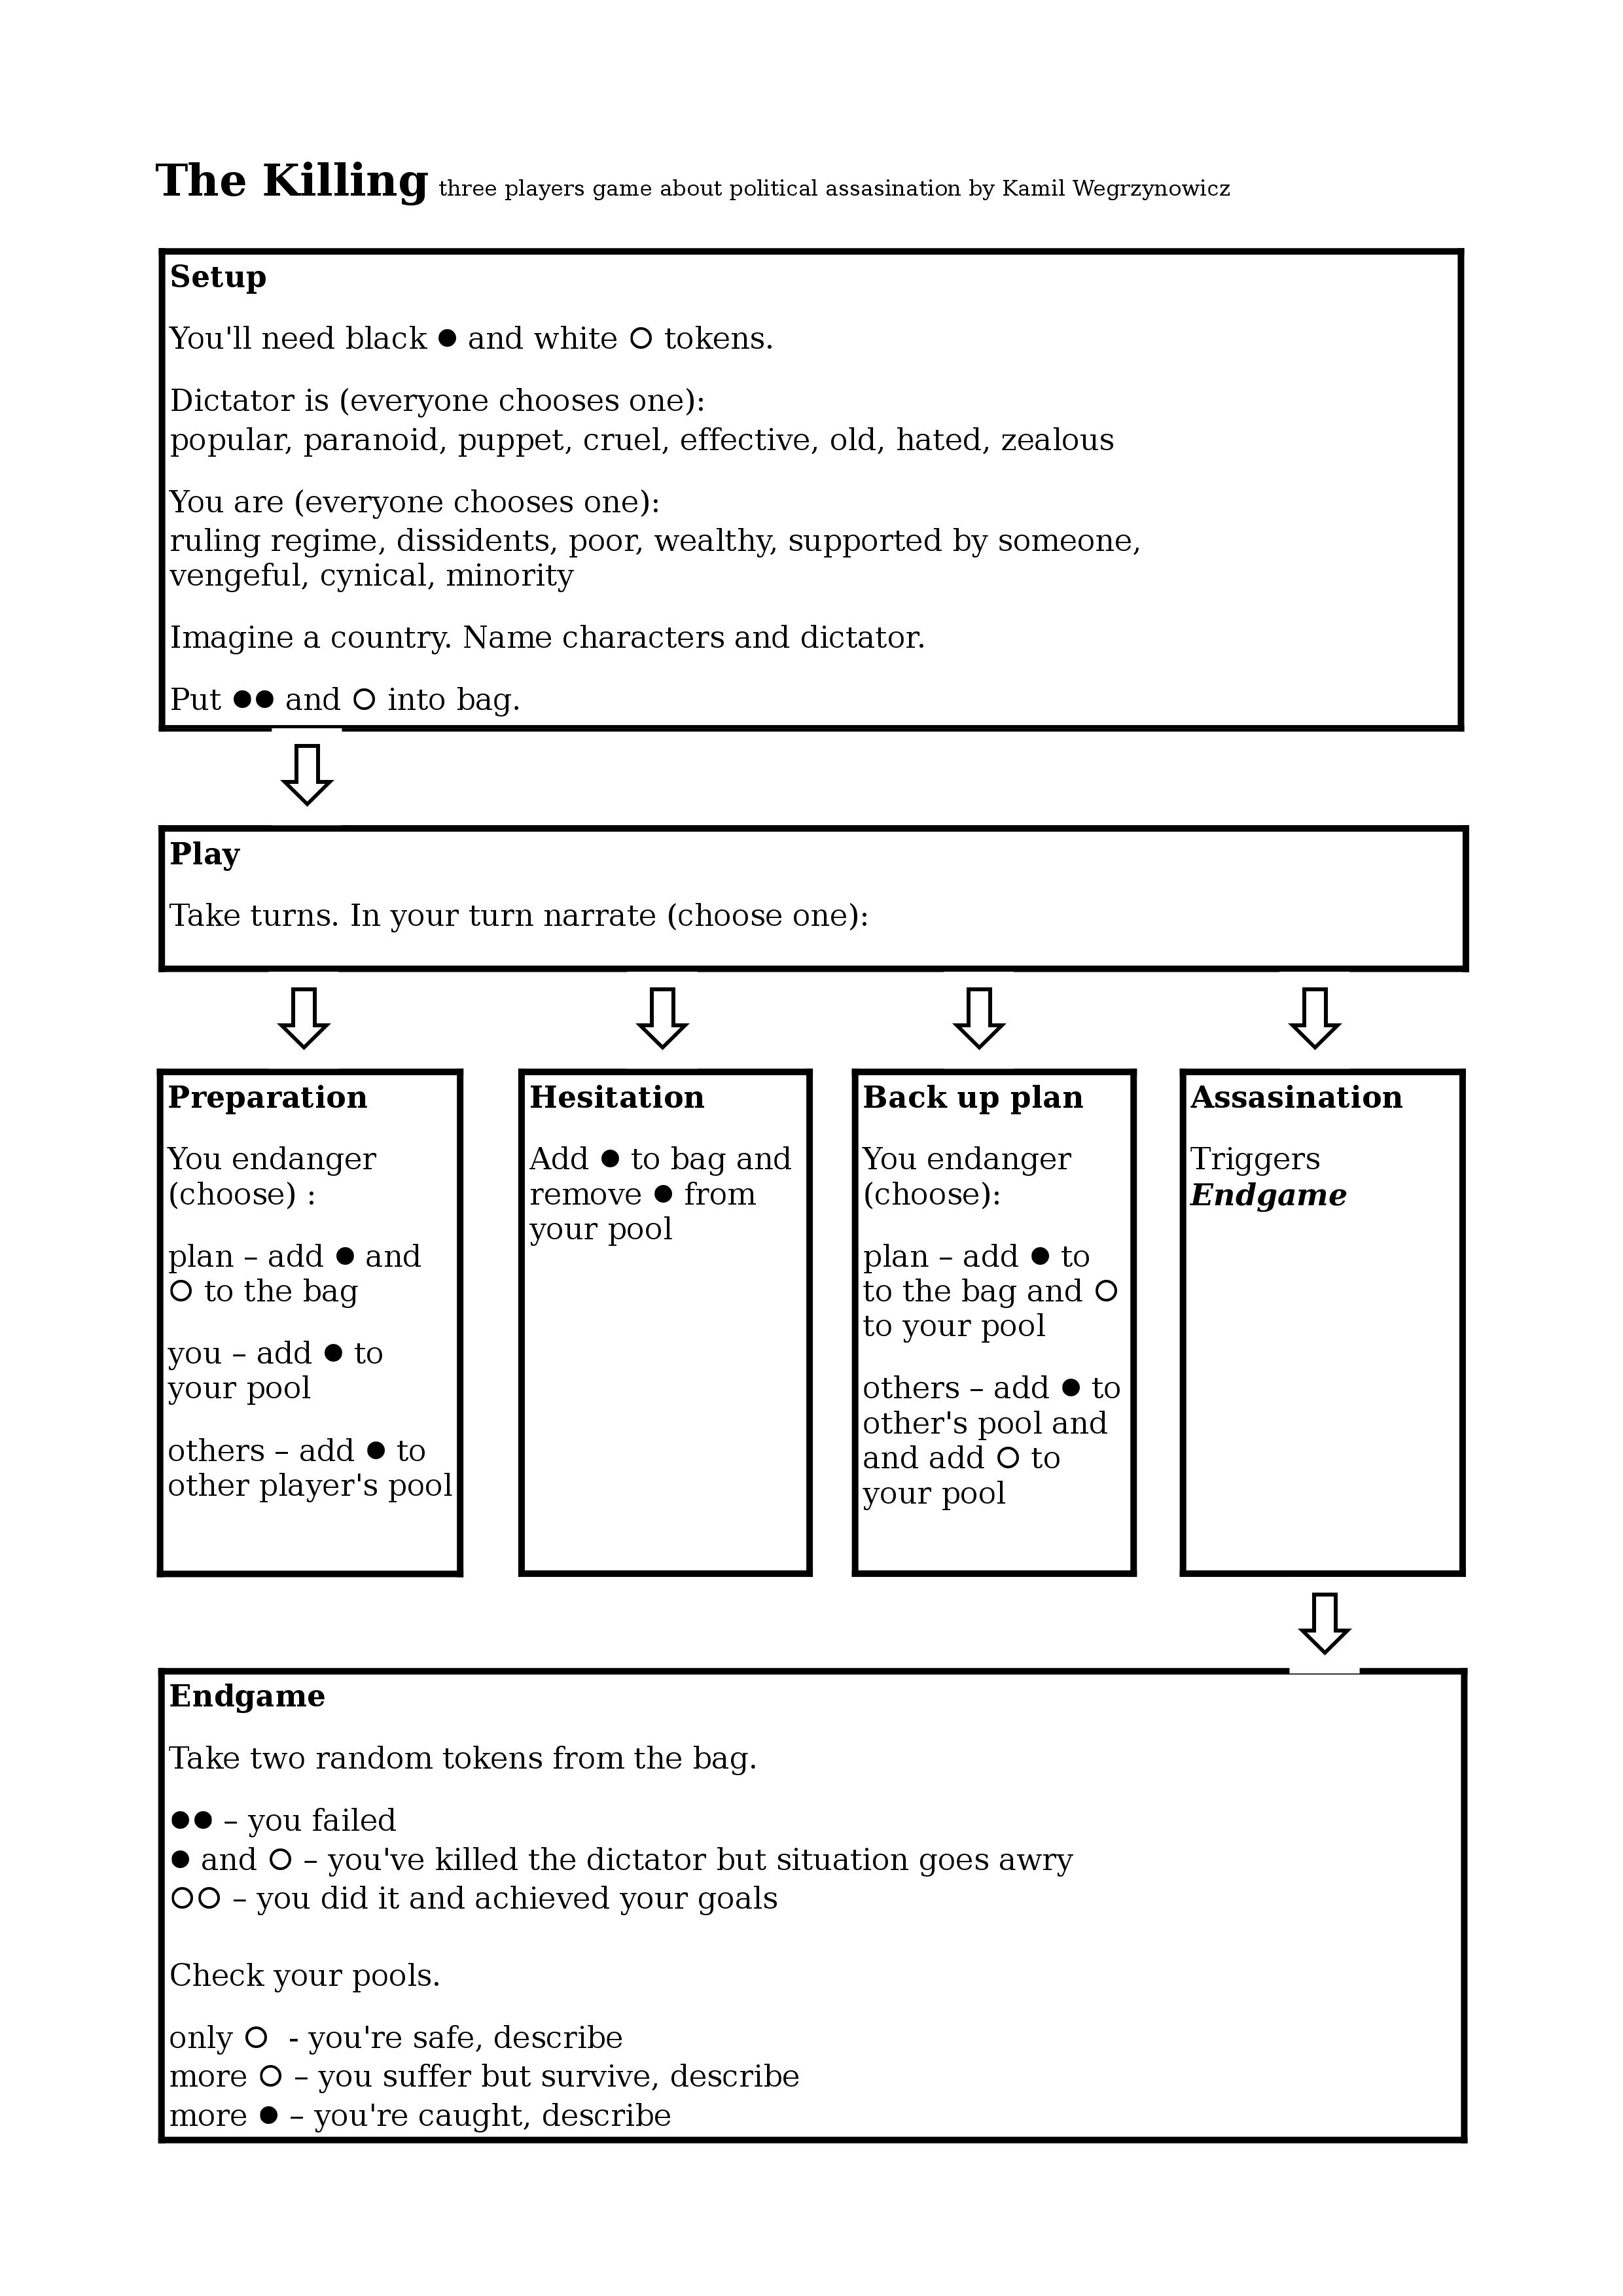 The Killing three players game about political assasination by Kamil Wegrzynowicz
Setup
You'll need black ● and white ○ tokens.
Dictator is (everyone chooses one):
popular, paranoid, puppet, cruel, effective, old, hated, zealous
You are (everyone chooses one):
ruling regime, dissidents, poor, wealthy, supported by someone,
vengeful, cynical, minority
Imagine a country. Name characters and dictator.
Put ●● and ○ into bag.
Play
Take turns. In your turn narrate (choose one):
Preparation
You endanger
(choose) :
plan – add ● and
○ to the bag
you – add ● to
your pool
others – add ● to
other player's pool
Hesitation
Add ● to bag and
remove ● from
your pool
Back up plan
You endanger
(choose):
plan – add ● to
to the bag and ○
to your pool
others – add ● to
other's pool and
and add ○ to
your pool
Assasination
Triggers
Endgame
Endgame
Take two random tokens from the bag.
●● – you failed
● and ○ – you've killed the dictator but situation goes awry
○○ – you did it and achieved your goals
Check your pools.
only ○ - you're safe, describe
more ○ – you suffer but survive, describe
more ● – you're caught, describe